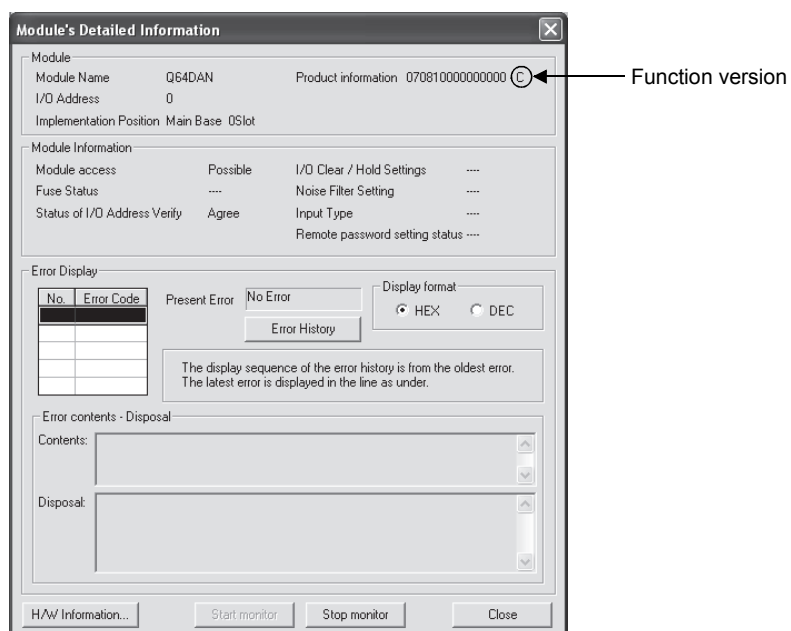 Module's Detailed Information
Module
Module Name Q64DAN Product information 070810000000000 C
Function version
I/O Address 0
Implementation Position Main Base 0Slot
Module Information
Module access Possible I/O Clear / Hold Settings ----
Fuse Status ---- Noise Filter Setting ----
Status of I/O Address Verify Agree Input Type ----
Remote password setting status ----
Error Display
No. Error Code
Present Error No Error
Display format
HEX DEC
Error History
The display sequence of the error history is from the oldest error.
The latest error is displayed in the line as under.
Error contents - Disposal
Contents:
Disposal:
H/W Information... Start monitor Stop monitor Close